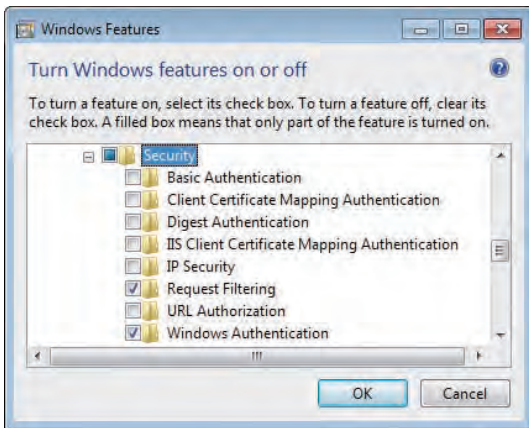 Windows Features
Turn Windows features on or off
To turn a feature on, select its check box. To turn a feature off, clear its
check box. A filled box means that only part of the feature is turned on.
Security
Basic Authentication
Client Certificate Mapping Authentication
Digest Authentication
IIS Client Certificate Mapping Authentication
IP Security
Request Filtering
URL Authorization
Windows Authentication
OK Cancel